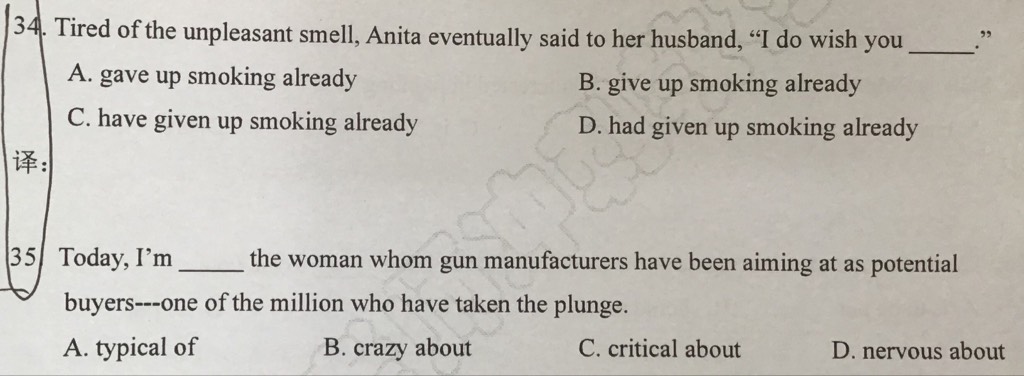 34. Tired of the unpleasant smell, Anita eventually said to her husband, “I do wish you _____.”
A. gave up smoking already B. give up smoking already
C. have given up smoking already D. had given up smoking already
译:
35 Today, I’m _____ the woman whom gun manufacturers have been aiming at as potential
buyers---one of the million who have taken the plunge.
A. typical of B. crazy about C. critical about D. nervous about